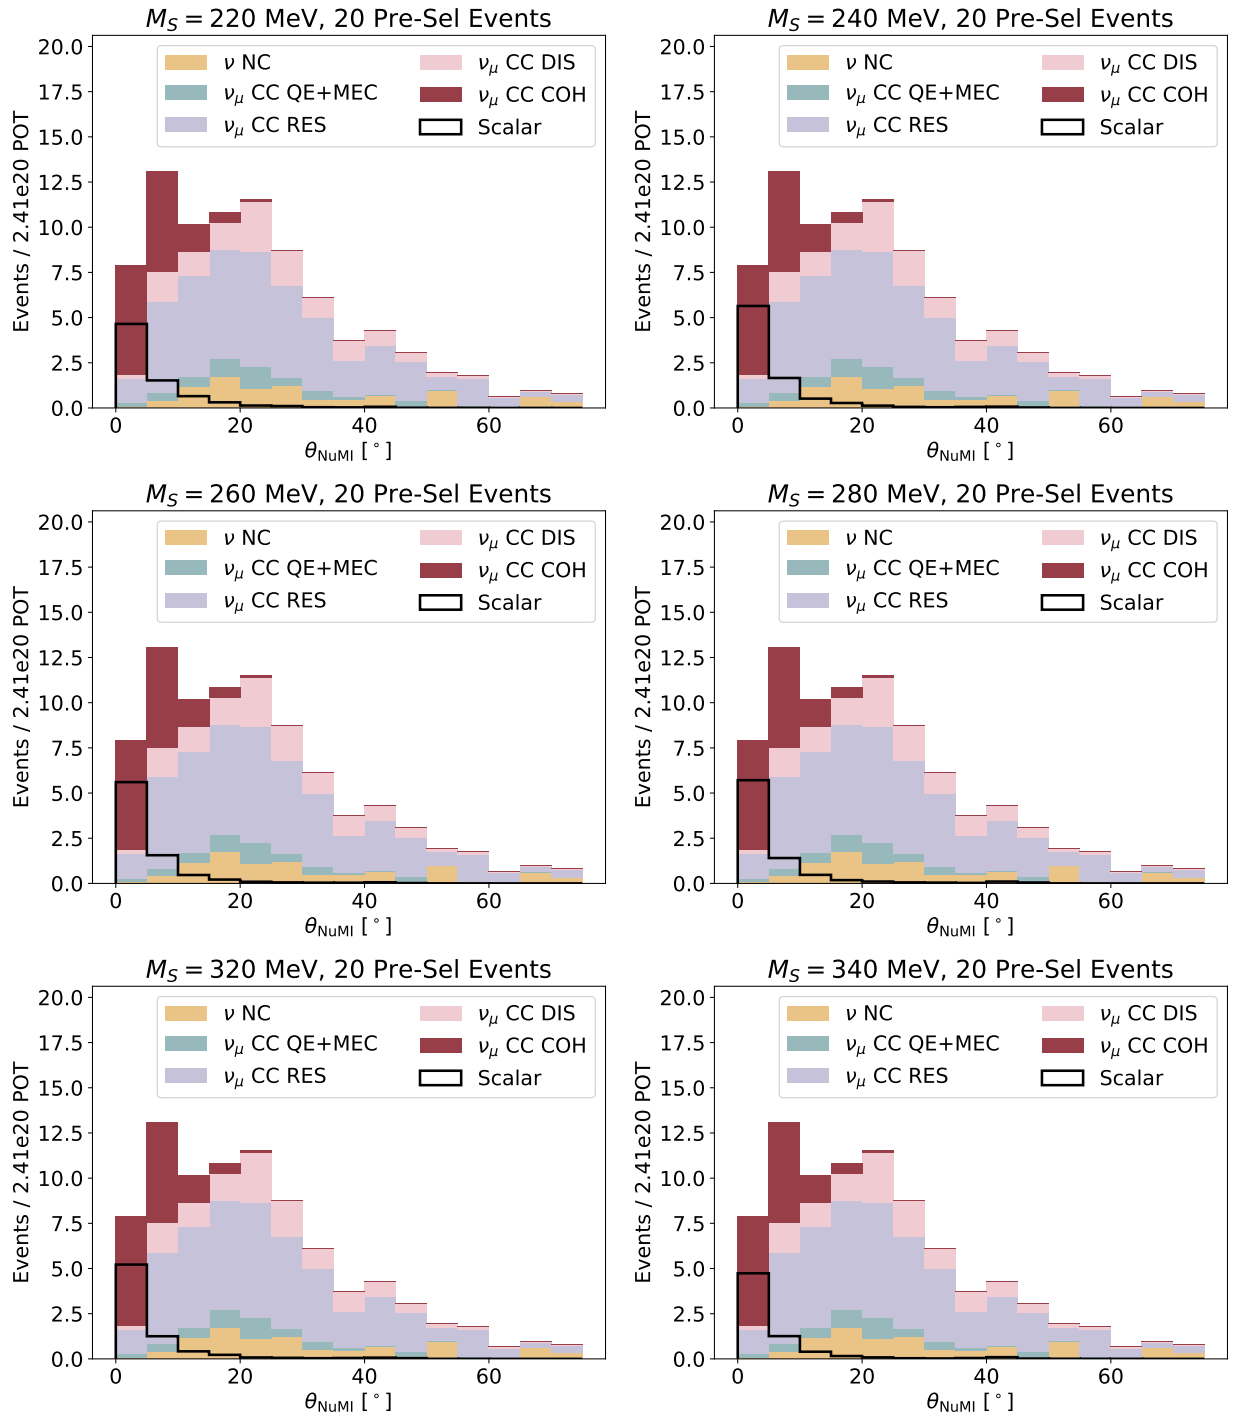 M_S = 220 MeV, 20 Pre-Sel Events
Events / 2.41e20 POT
20.0
17.5
15.0
12.5
10.0
7.5
5.0
2.5
0.0
ν NC
ν_μ CC QE+MEC
ν_μ CC RES
ν_μ CC DIS
ν_μ CC COH
Scalar
0 20 40 60
θ_NuMI [°]
M_S = 240 MeV, 20 Pre-Sel Events
Events / 2.41e20 POT
20.0
17.5
15.0
12.5
10.0
7.5
5.0
2.5
0.0
ν NC
ν_μ CC QE+MEC
ν_μ CC RES
ν_μ CC DIS
ν_μ CC COH
Scalar
0 20 40 60
θ_NuMI [°]
M_S = 260 MeV, 20 Pre-Sel Events
Events / 2.41e20 POT
20.0
17.5
15.0
12.5
10.0
7.5
5.0
2.5
0.0
ν NC
ν_μ CC QE+MEC
ν_μ CC RES
ν_μ CC DIS
ν_μ CC COH
Scalar
0 20 40 60
θ_NuMI [°]
M_S = 280 MeV, 20 Pre-Sel Events
Events / 2.41e20 POT
20.0
17.5
15.0
12.5
10.0
7.5
5.0
2.5
0.0
ν NC
ν_μ CC QE+MEC
ν_μ CC RES
ν_μ CC DIS
ν_μ CC COH
Scalar
0 20 40 60
θ_NuMI [°]
M_S = 320 MeV, 20 Pre-Sel Events
Events / 2.41e20 POT
20.0
17.5
15.0
12.5
10.0
7.5
5.0
2.5
0.0
ν NC
ν_μ CC QE+MEC
ν_μ CC RES
ν_μ CC DIS
ν_μ CC COH
Scalar
0 20 40 60
θ_NuMI [°]
M_S = 340 MeV, 20 Pre-Sel Events
Events / 2.41e20 POT
20.0
17.5
15.0
12.5
10.0
7.5
5.0
2.5
0.0
ν NC
ν_μ CC QE+MEC
ν_μ CC RES
ν_μ CC DIS
ν_μ CC COH
Scalar
0 20 40 60
θ_NuMI [°]